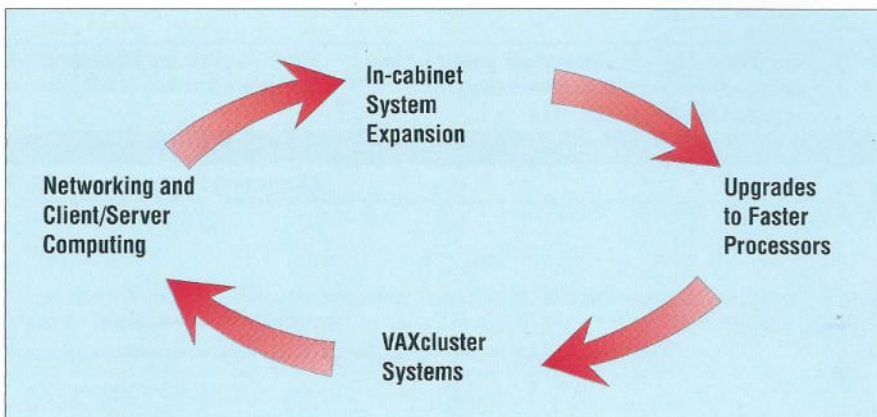 In-cabinet
System
Expansion
Upgrades
to Faster
Processors
VAXcluster
Systems
Networking and
Client/Server
Computing